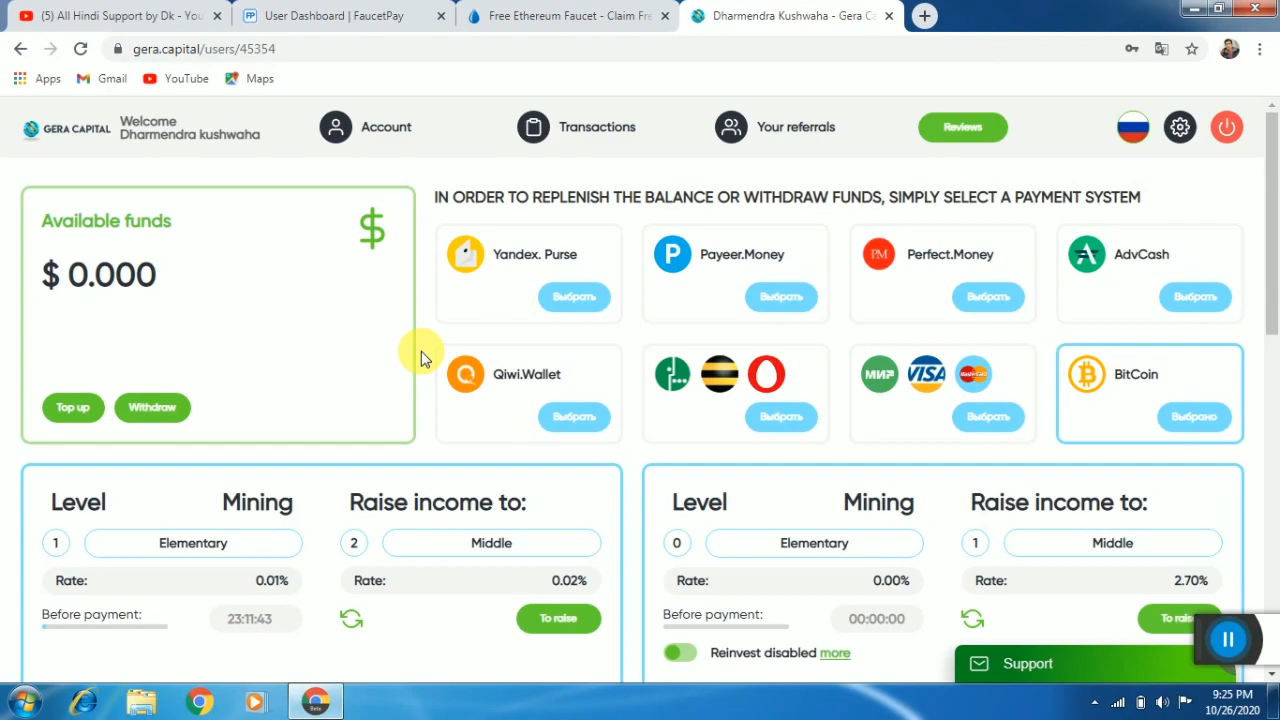 (5) All Hindi Support by Dk - You
User Dashboard | FaucetPay
Free Ethereum Faucet - Claim Fre
Dharmendra Kushwaha - Gera Ca
gera.capital/users/45354
Apps
Gmail
YouTube
Maps
GERA CAPITAL
Welcome
Dharmendra kushwaha
Account
Transactions
Your referrals
Reviews
Available funds
$
$ 0.000
Top up
Withdraw
IN ORDER TO REPLENISH THE BALANCE OR WITHDRAW FUNDS, SIMPLY SELECT A PAYMENT SYSTEM
Yandex. Purse
Выбрать
P
Payeer.Money
Выбрать
PM
Perfect.Money
Выбрать
AdvCash
Выбрать
Qiwi.Wallet
Выбрать
Выбрать
МИР
VISA
Выбрать
BitCoin
Выбрано
Level
Mining
Raise income to:
1
Elementary
2
Middle
Rate:
0.01%
Rate:
0.02%
Before payment:
23:11:43
To raise
Level
Mining
Raise income to:
0
Elementary
1
Middle
Rate:
0.00%
Rate:
2.70%
Before payment:
00:00:00
To rais
Reinvest disabled more
Support
Beta
9:25 PM
10/26/2020